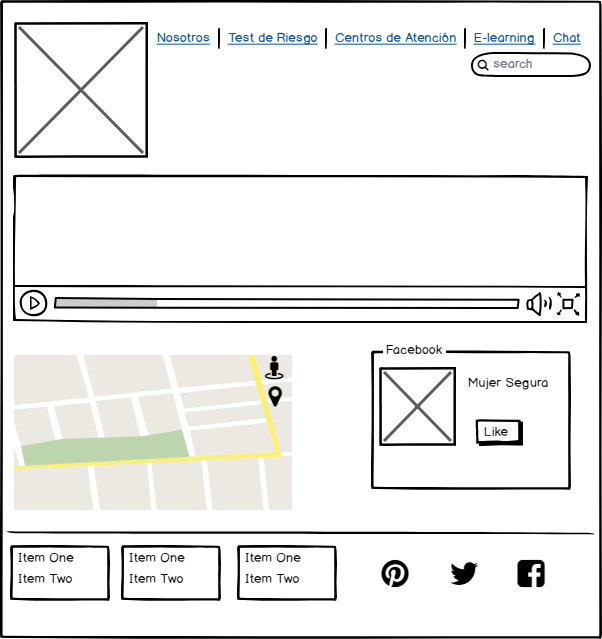 Nosotros Test de Riesgo Centros de Atención E-learning Chat
search
Facebook
Mujer Segura
Like
Item One Item One Item One
Item Two Item Two Item Two